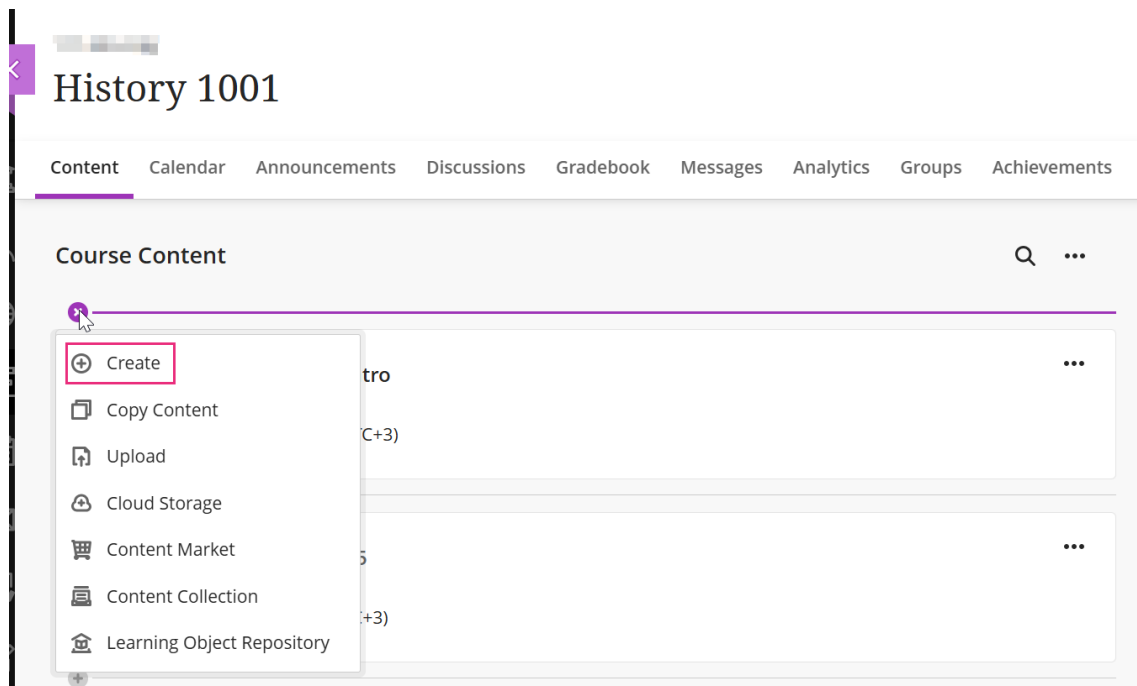 History 1001
Content Calendar Announcements Discussions Gradebook Messages Analytics Groups Achievements
Course Content
Create
tro
Copy Content
C+3)
Upload
Cloud Storage
Content Market
Content Collection
+3)
Learning Object Repository